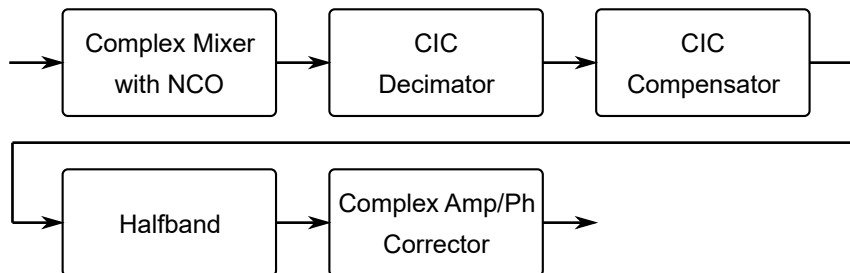 Complex Mixer
with NCO
CIC
Decimator
CIC
Compensator
Halfband
Complex Amp/Ph
Corrector